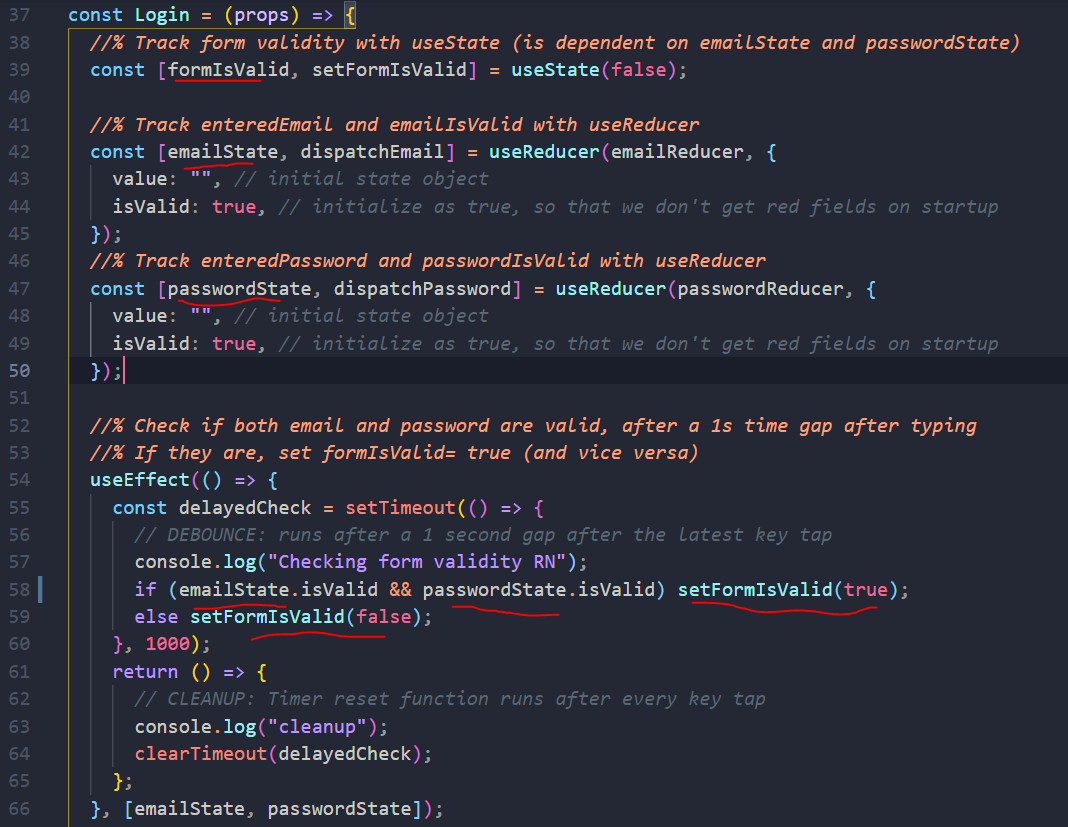 37 const Login = (props) => {
38 //% Track form validity with useState (is dependent on emailState and passwordState)
39 const [formIsValid, setFormIsValid] = useState(false);
40
41 //% Track enteredEmail and emailIsValid with useReducer
42 const [emailState, dispatchEmail] = useReducer(emailReducer, {
43 value: "", // initial state object
44 isValid: true, // initialize as true, so that we don't get red fields on startup
45 });
46 //% Track enteredPassword and passwordIsValid with useReducer
47 const [passwordState, dispatchPassword] = useReducer(passwordReducer, {
48 value: "", // initial state object
49 isValid: true, // initialize as true, so that we don't get red fields on startup
50 });
51
52 //% Check if both email and password are valid, after a 1s time gap after typing
53 //% If they are, set formIsValid= true (and vice versa)
54 useEffect(() => {
55 const delayedCheck = setTimeout(() => {
56 // DEBOUNCE: runs after a 1 second gap after the latest key tap
57 console.log("Checking form validity RN");
58 if (emailState.isValid && passwordState.isValid) setFormIsValid(true);
59 else setFormIsValid(false);
60 }, 1000);
61 return () => {
62 // CLEANUP: Timer reset function runs after every key tap
63 console.log("cleanup");
64 clearTimeout(delayedCheck);
65 };
66 }, [emailState, passwordState]);